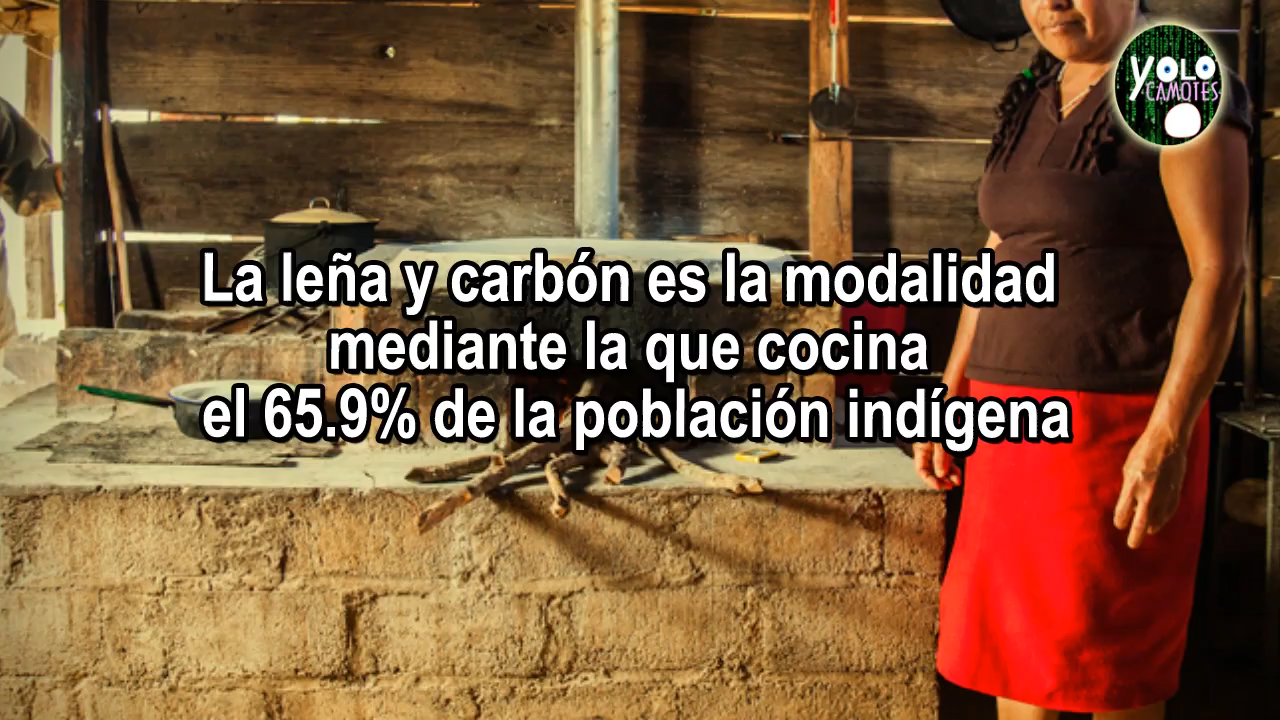 YOLO
CAMOTES
La leña y carbón es la modalidad
mediante la que cocina
el 65.9% de la población indígena